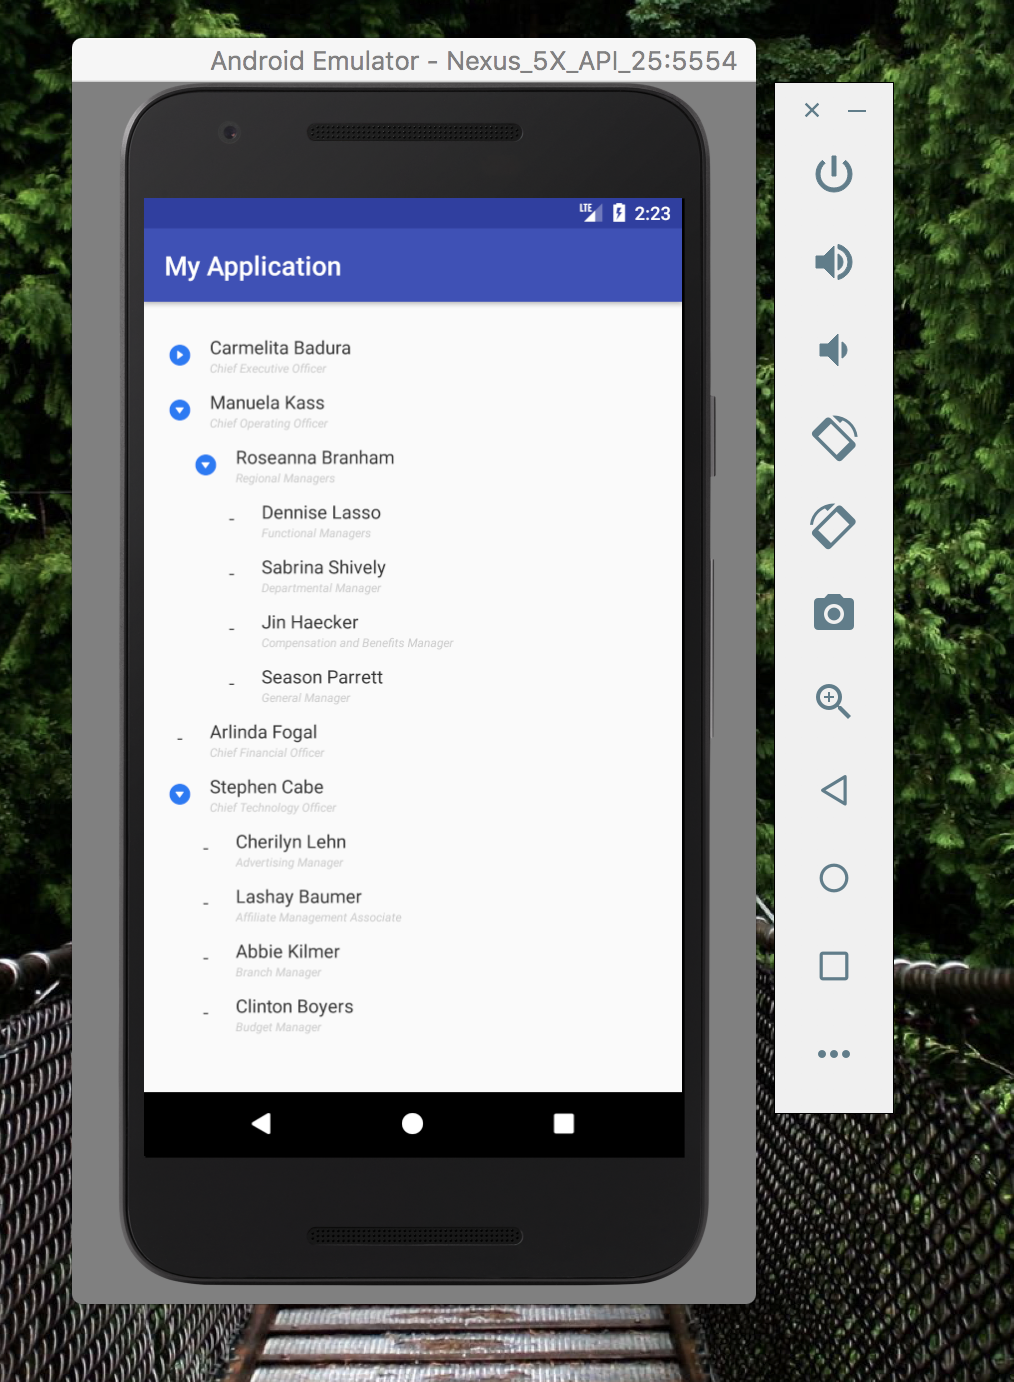 Android Emulator - Nexus_5X_API_25:5554
LTE 2:23
My Application
Carmelita Badura
Chief Executive Officer
Manuela Kass
Chief Operating Officer
Roseanna Branham
Regional Managers
- Dennise Lasso
Functional Managers
- Sabrina Shively
Departmental Manager
- Jin Haecker
Compensation and Benefits Manager
- Season Parrett
General Manager
- Arlinda Fogal
Chief Financial Officer
Stephen Cabe
Chief Technology Officer
- Cherilyn Lehn
Advertising Manager
- Lashay Baumer
Affiliate Management Associate
- Abbie Kilmer
Branch Manager
- Clinton Boyers
Budget Manager